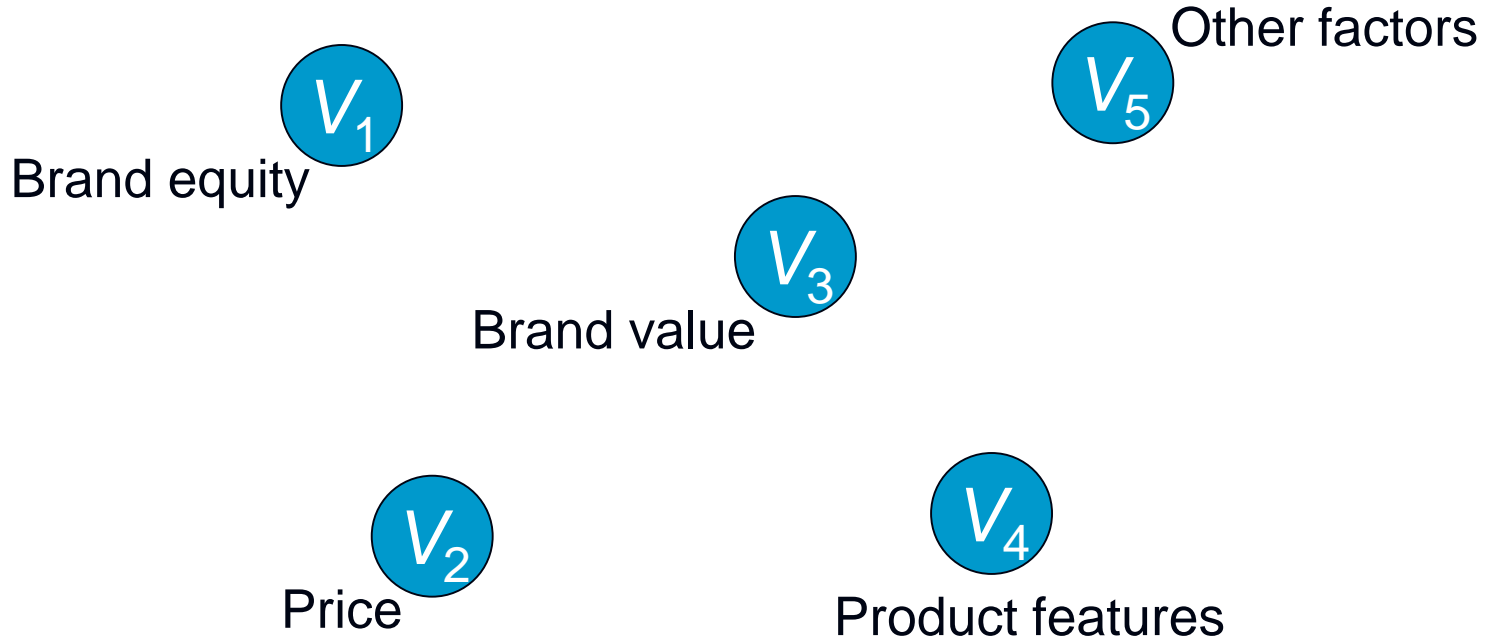 Other factors
V5
V1
Brand equity
V3
Brand value
V4
V2
Price
Product features